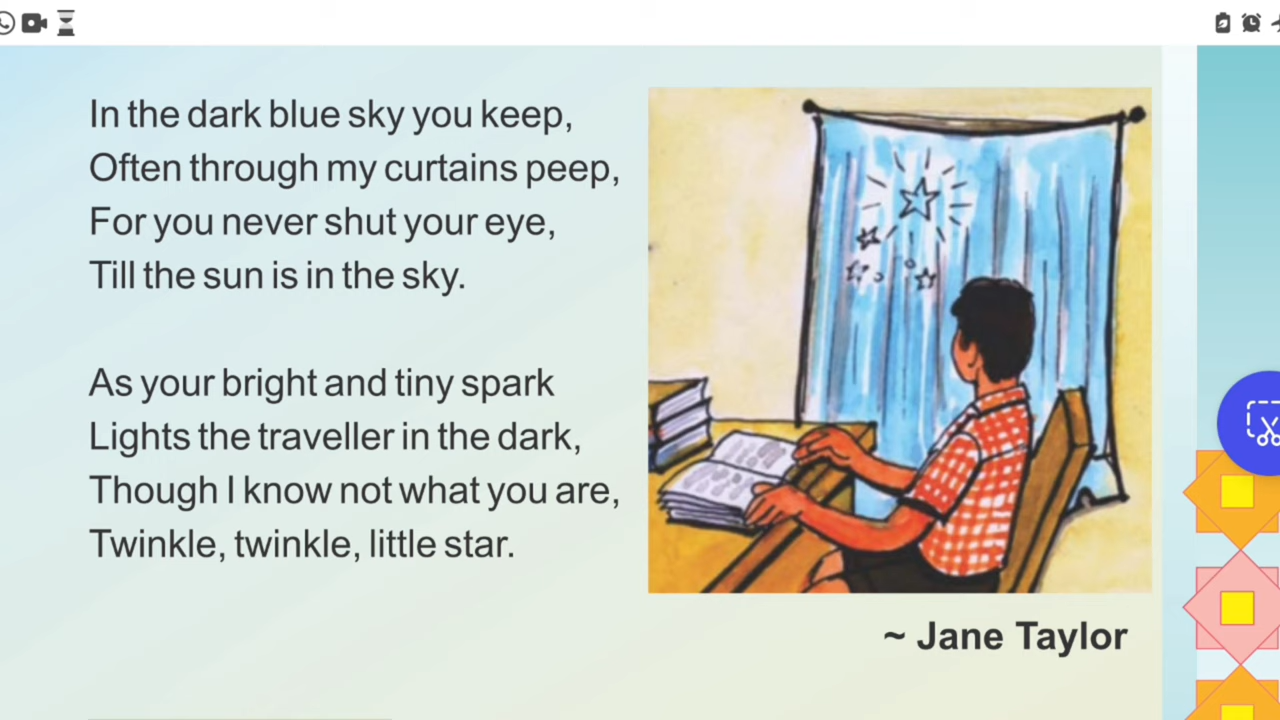 In the dark blue sky you keep,
Often through my curtains peep,
For you never shut your eye,
Till the sun is in the sky.
As your bright and tiny spark
Lights the traveller in the dark,
Though I know not what you are,
Twinkle, twinkle, little star.
~ Jane Taylor